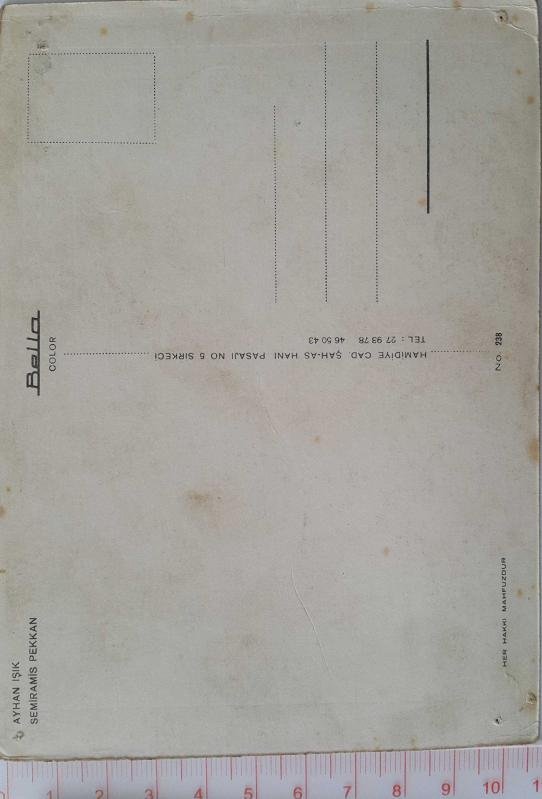 AYHAN IŞIK
SEMİRAMİS PEKKAN
Bella
COLOR
HAMİDİYE CAD. ŞAH-AS HANI PASAJI NO 5 SİRKECİ
TEL : 27 93 78 46 50 43
NO. 238
HER HAKKI MAHFUZDUR
1 2 3 4 5 6 7 8 9 10 1